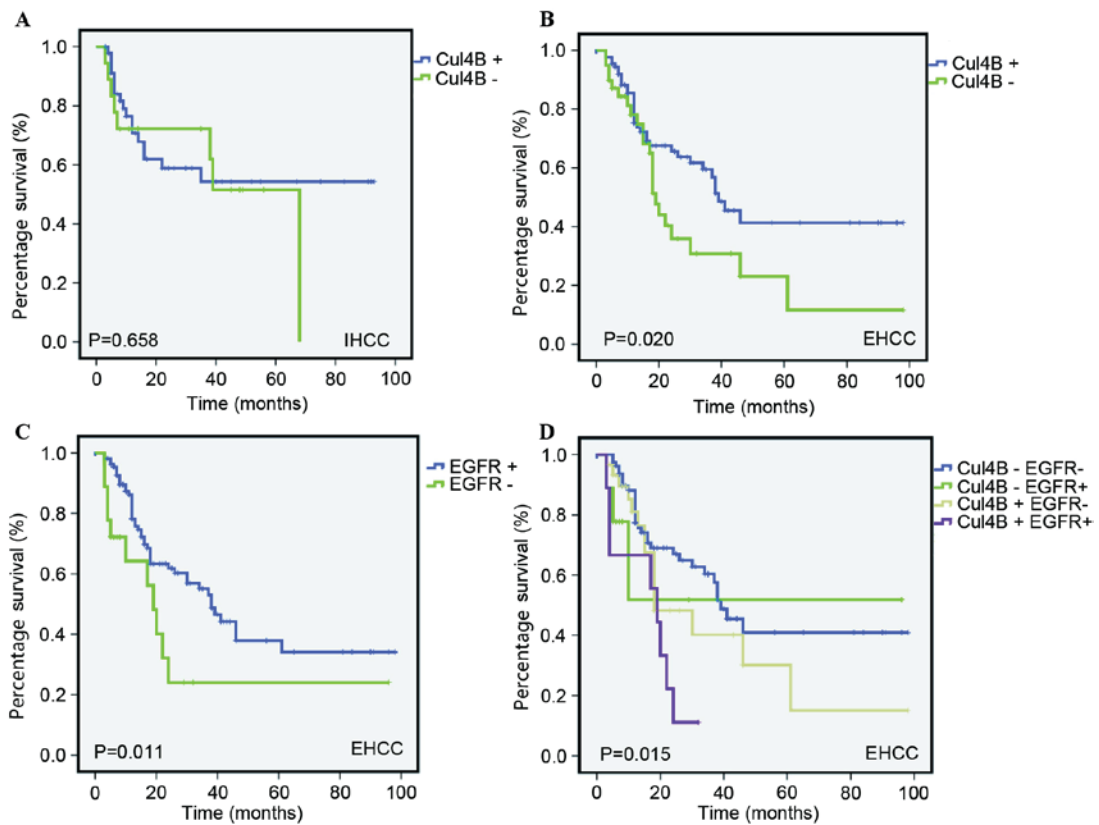 A
1.0
0.8
0.6
0.4
0.2
0.0
Percentage survival (%)
Cul4B +
Cul4B -
P=0.658
IHCC
0 20 40 60 80 100
Time (months)
B
1.0
0.8
0.6
0.4
0.2
0.0
Percentage survival (%)
Cul4B +
Cul4B -
P=0.020
EHCC
0 20 40 60 80 100
Time (months)
C
1.0
0.8
0.6
0.4
0.2
0.0
Percentage survival (%)
EGFR +
EGFR -
P=0.011
EHCC
0 20 40 60 80 100
Time (months)
D
1.0
0.8
0.6
0.4
0.2
0.0
Percentage survival (%)
Cul4B - EGFR-
Cul4B - EGFR+
Cul4B + EGFR-
Cul4B + EGFR+
P=0.015
EHCC
0 20 40 60 80 100
Time (months)